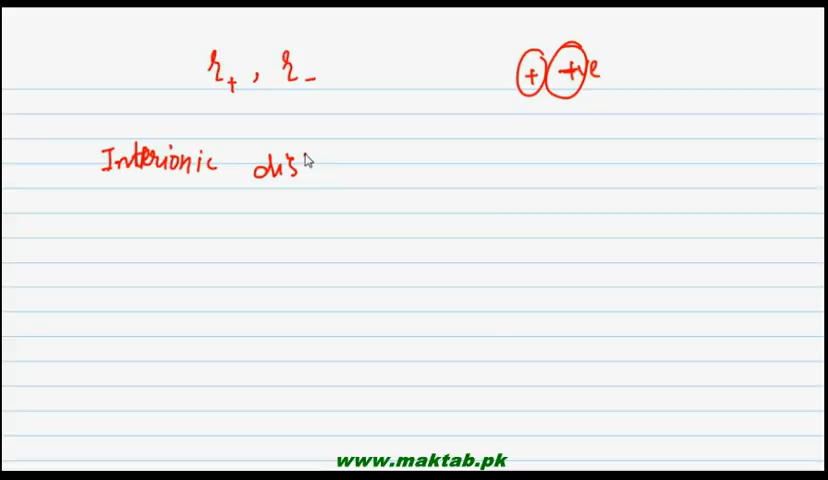 r₊ , r₋ + +ve
Interionic dis
www.maktab.pk